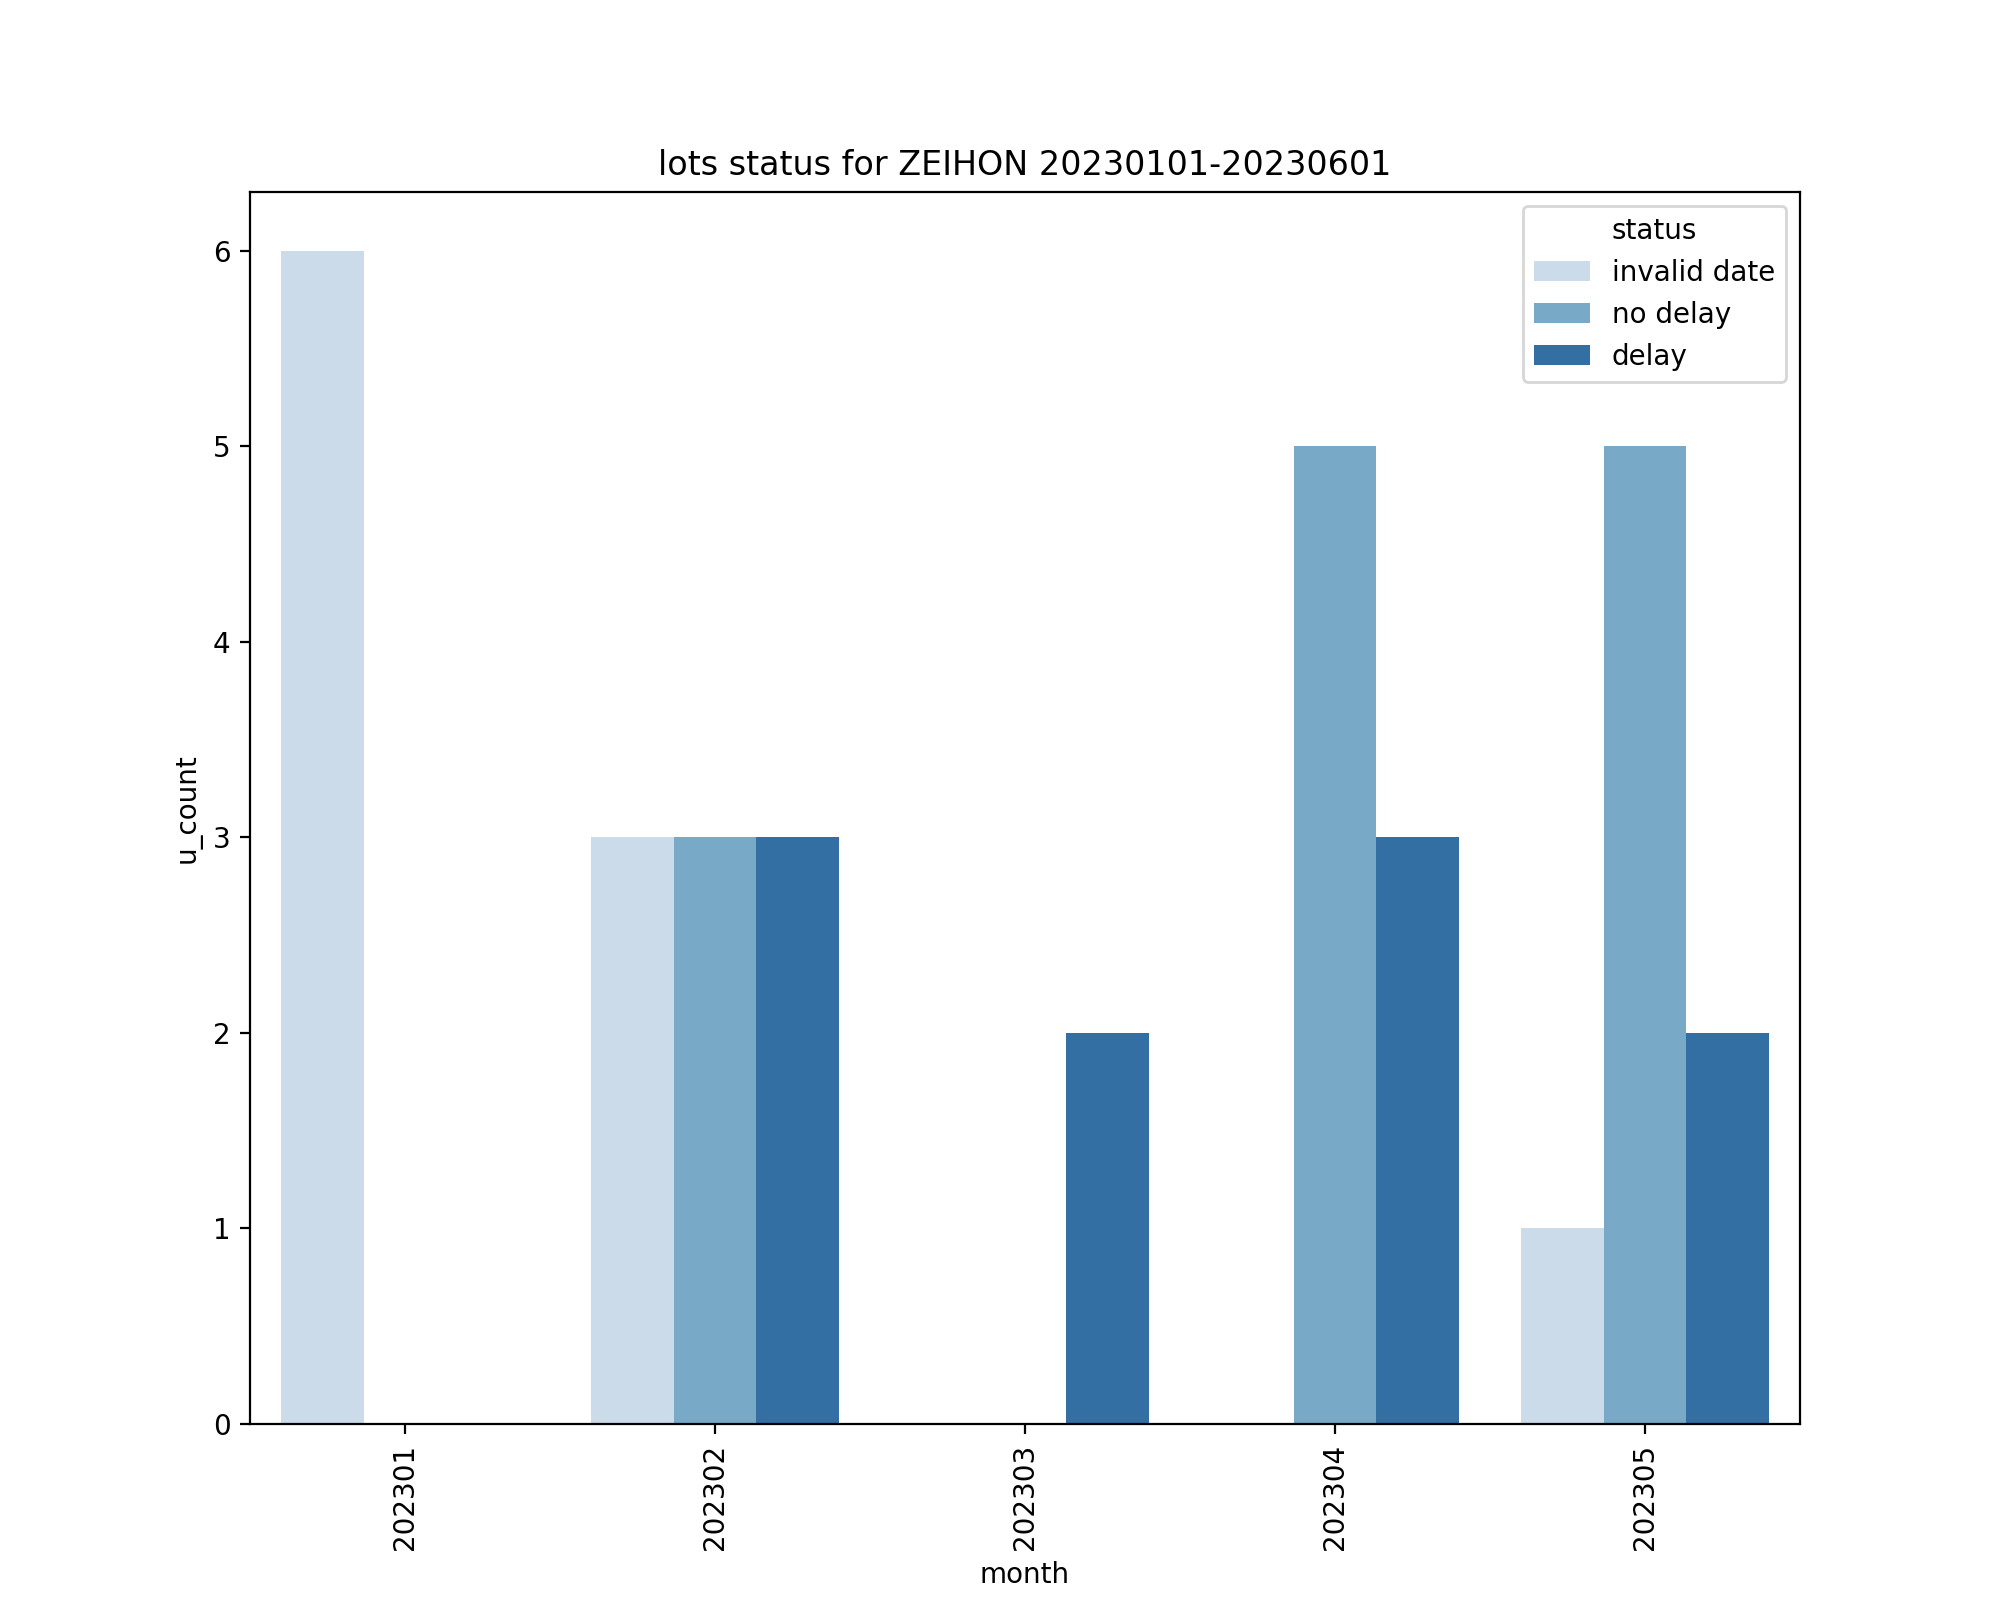 lots status for ZEIHON 20230101-20230601
status
invalid date
no delay
delay
6
5
4
3
2
1
0
u_count
202301
202302
202303
202304
202305
month